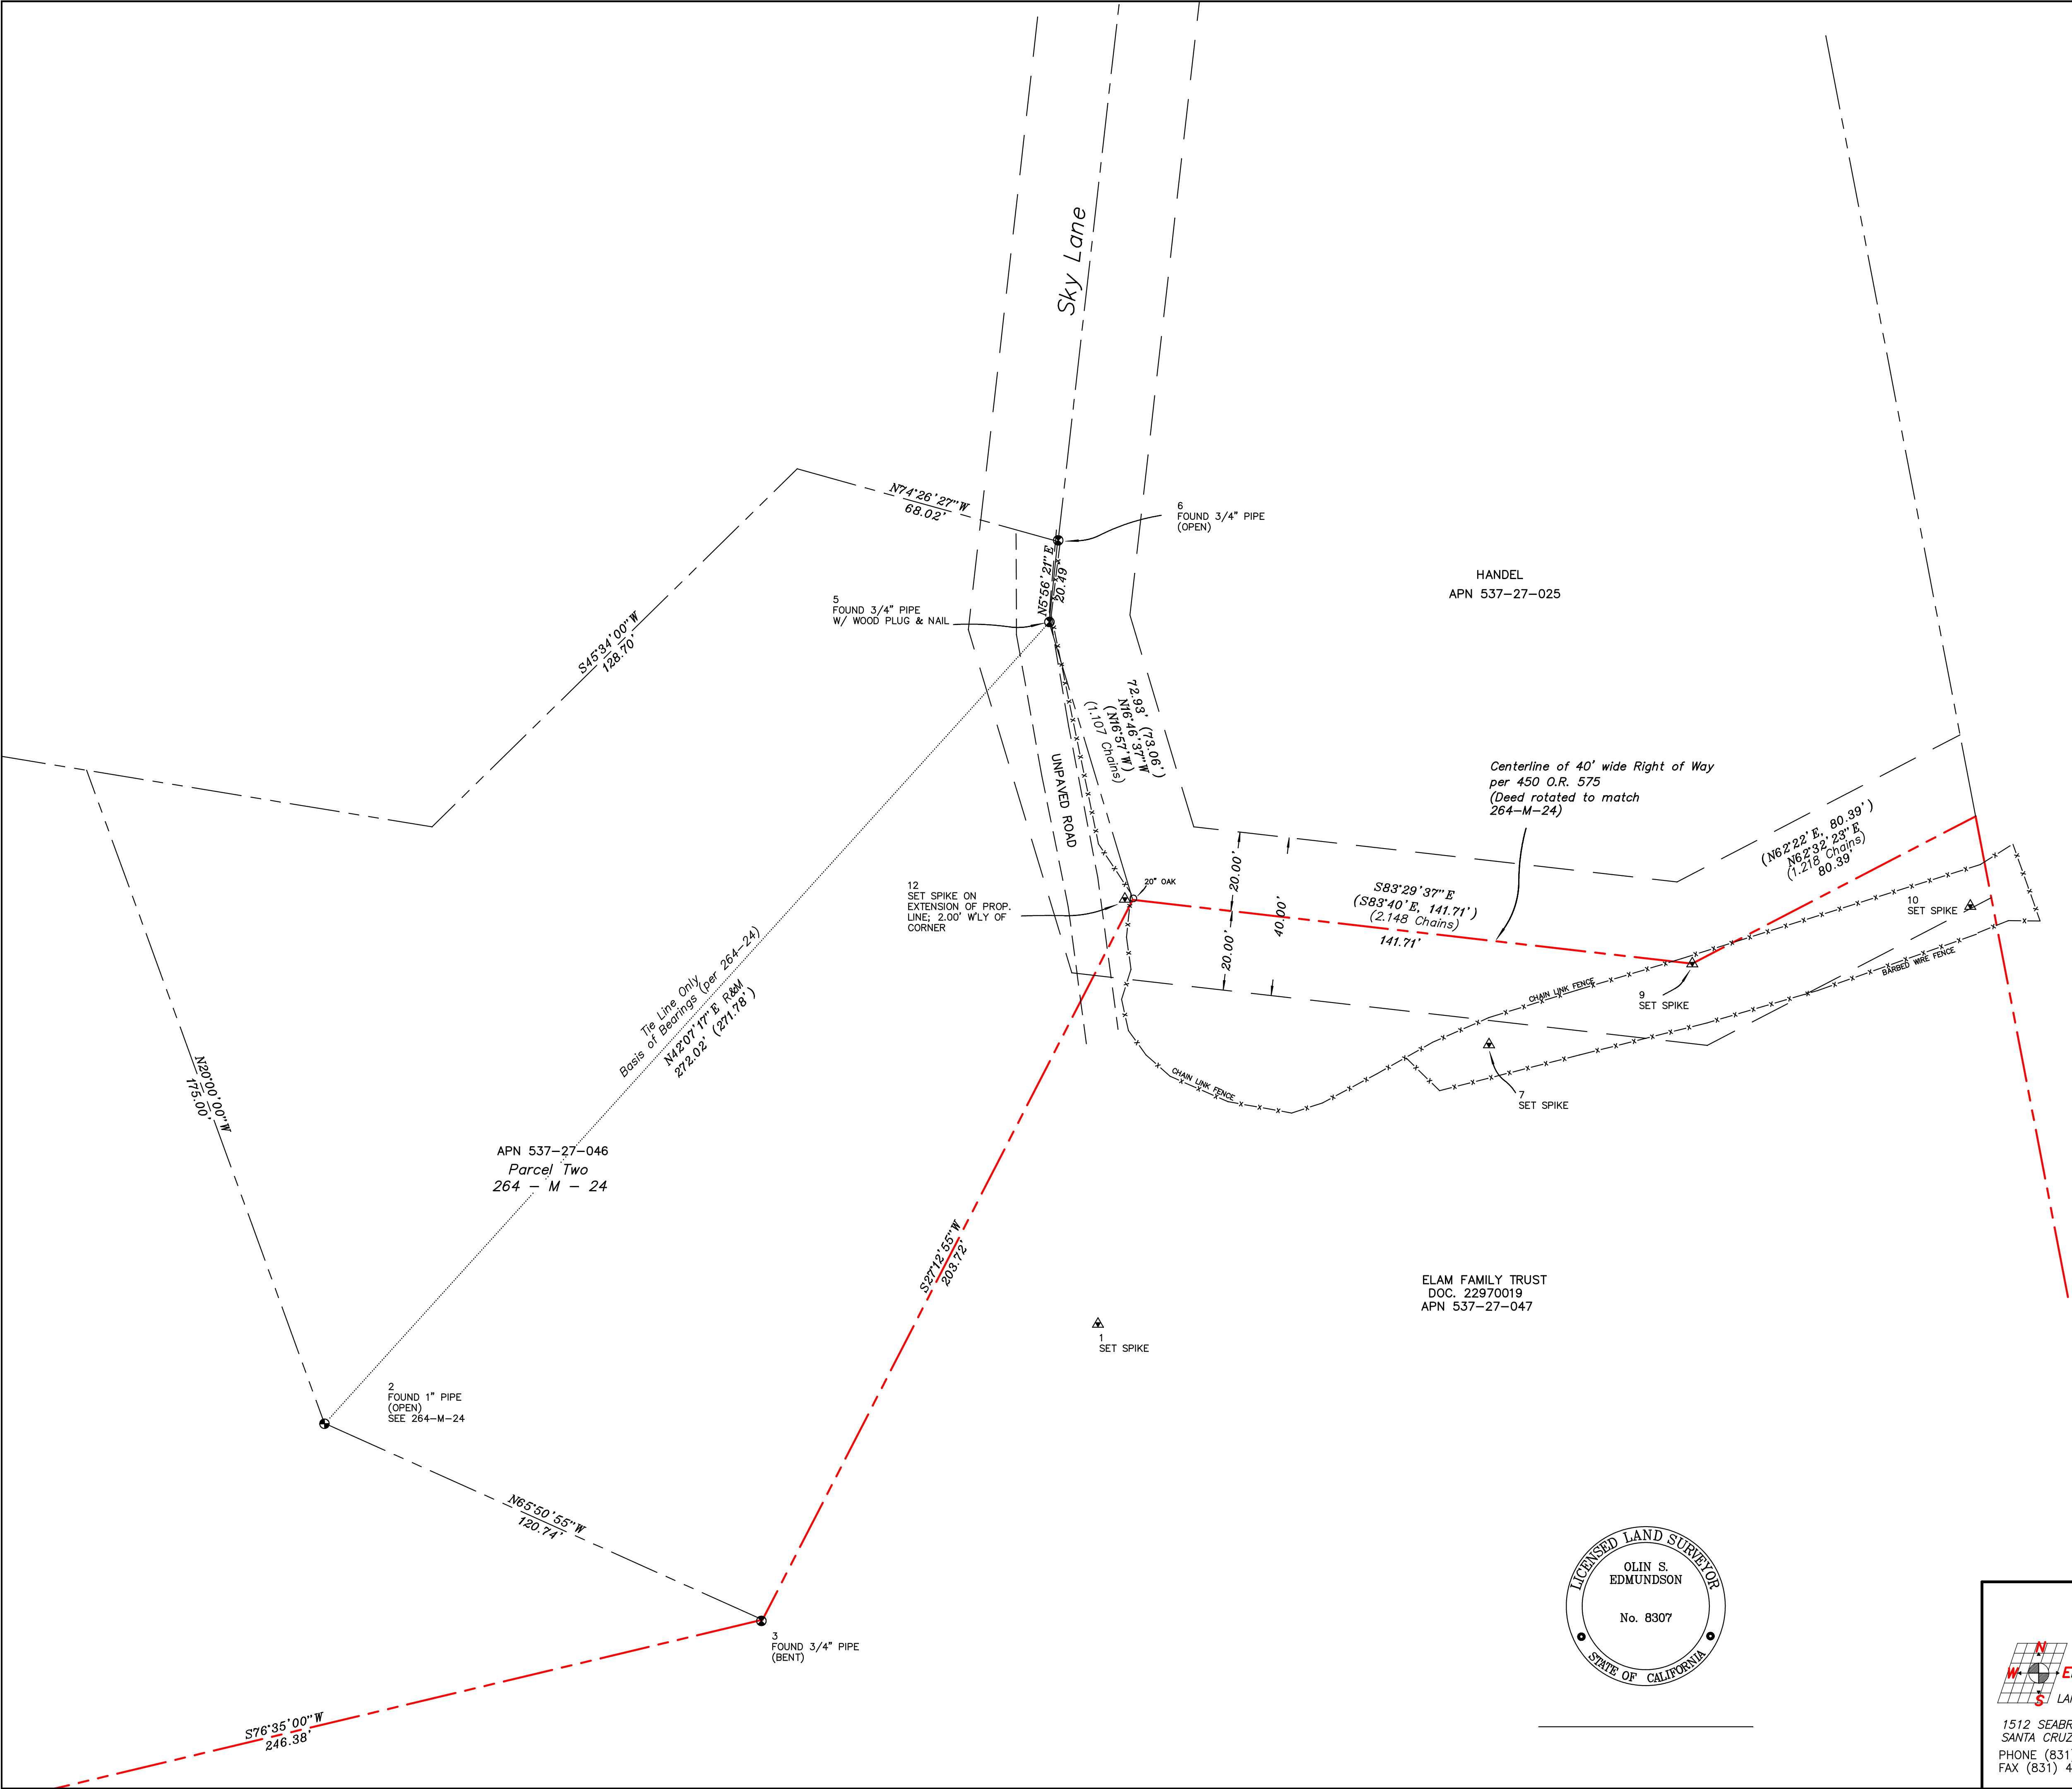 Sky Lane
N74°26'27"W
68.02'
6
FOUND 3/4" PIPE
(OPEN)
N5°56'21"E
20.49'
HANDEL
APN 537-27-025
5
FOUND 3/4" PIPE
W/ WOOD PLUG & NAIL
S45°34'00"W
128.70'
72.93' (73.06')
N16°46'37"W
(N16°57'W)
(1.107 Chains)
UNPAVED ROAD
Centerline of 40' wide Right of Way
per 450 O.R. 575
(Deed rotated to match
264-M-24)
(N62°22'E, 80.39')
N62°32'23"E
(1.218 Chains)
80.39'
20.00'
20.00'
40.00'
S83°29'37"E
(S83°40'E, 141.71')
(2.148 Chains)
141.71'
20" OAK
12
SET SPIKE ON
EXTENSION OF PROP.
LINE; 2.00' W'LY OF
CORNER
10
SET SPIKE
BARBED WIRE FENCE
CHAIN LINK FENCE
9
SET SPIKE
7
SET SPIKE
CHAIN LINK FENCE
Tie Line Only
Basis of Bearings (per 264-24)
N42°07'17"E R&M
272.02' (271.78')
N20°00'00"W
175.00'
APN 537-27-046
Parcel Two
264 - M - 24
S27°12'55"W
203.72'
ELAM FAMILY TRUST
DOC. 22970019
APN 537-27-047
1
SET SPIKE
2
FOUND 1" PIPE
(OPEN)
SEE 264-M-24
N65°50'55"W
120.74'
3
FOUND 3/4" PIPE
(BENT)
S76°35'00"W
246.38'
LICENSED LAND SURVEYOR
OLIN S.
EDMUNDSON
No. 8307
STATE OF CALIFORNIA
N
W
E
S
1512 SEABR
SANTA CRUZ
PHONE (831)
FAX (831) 4